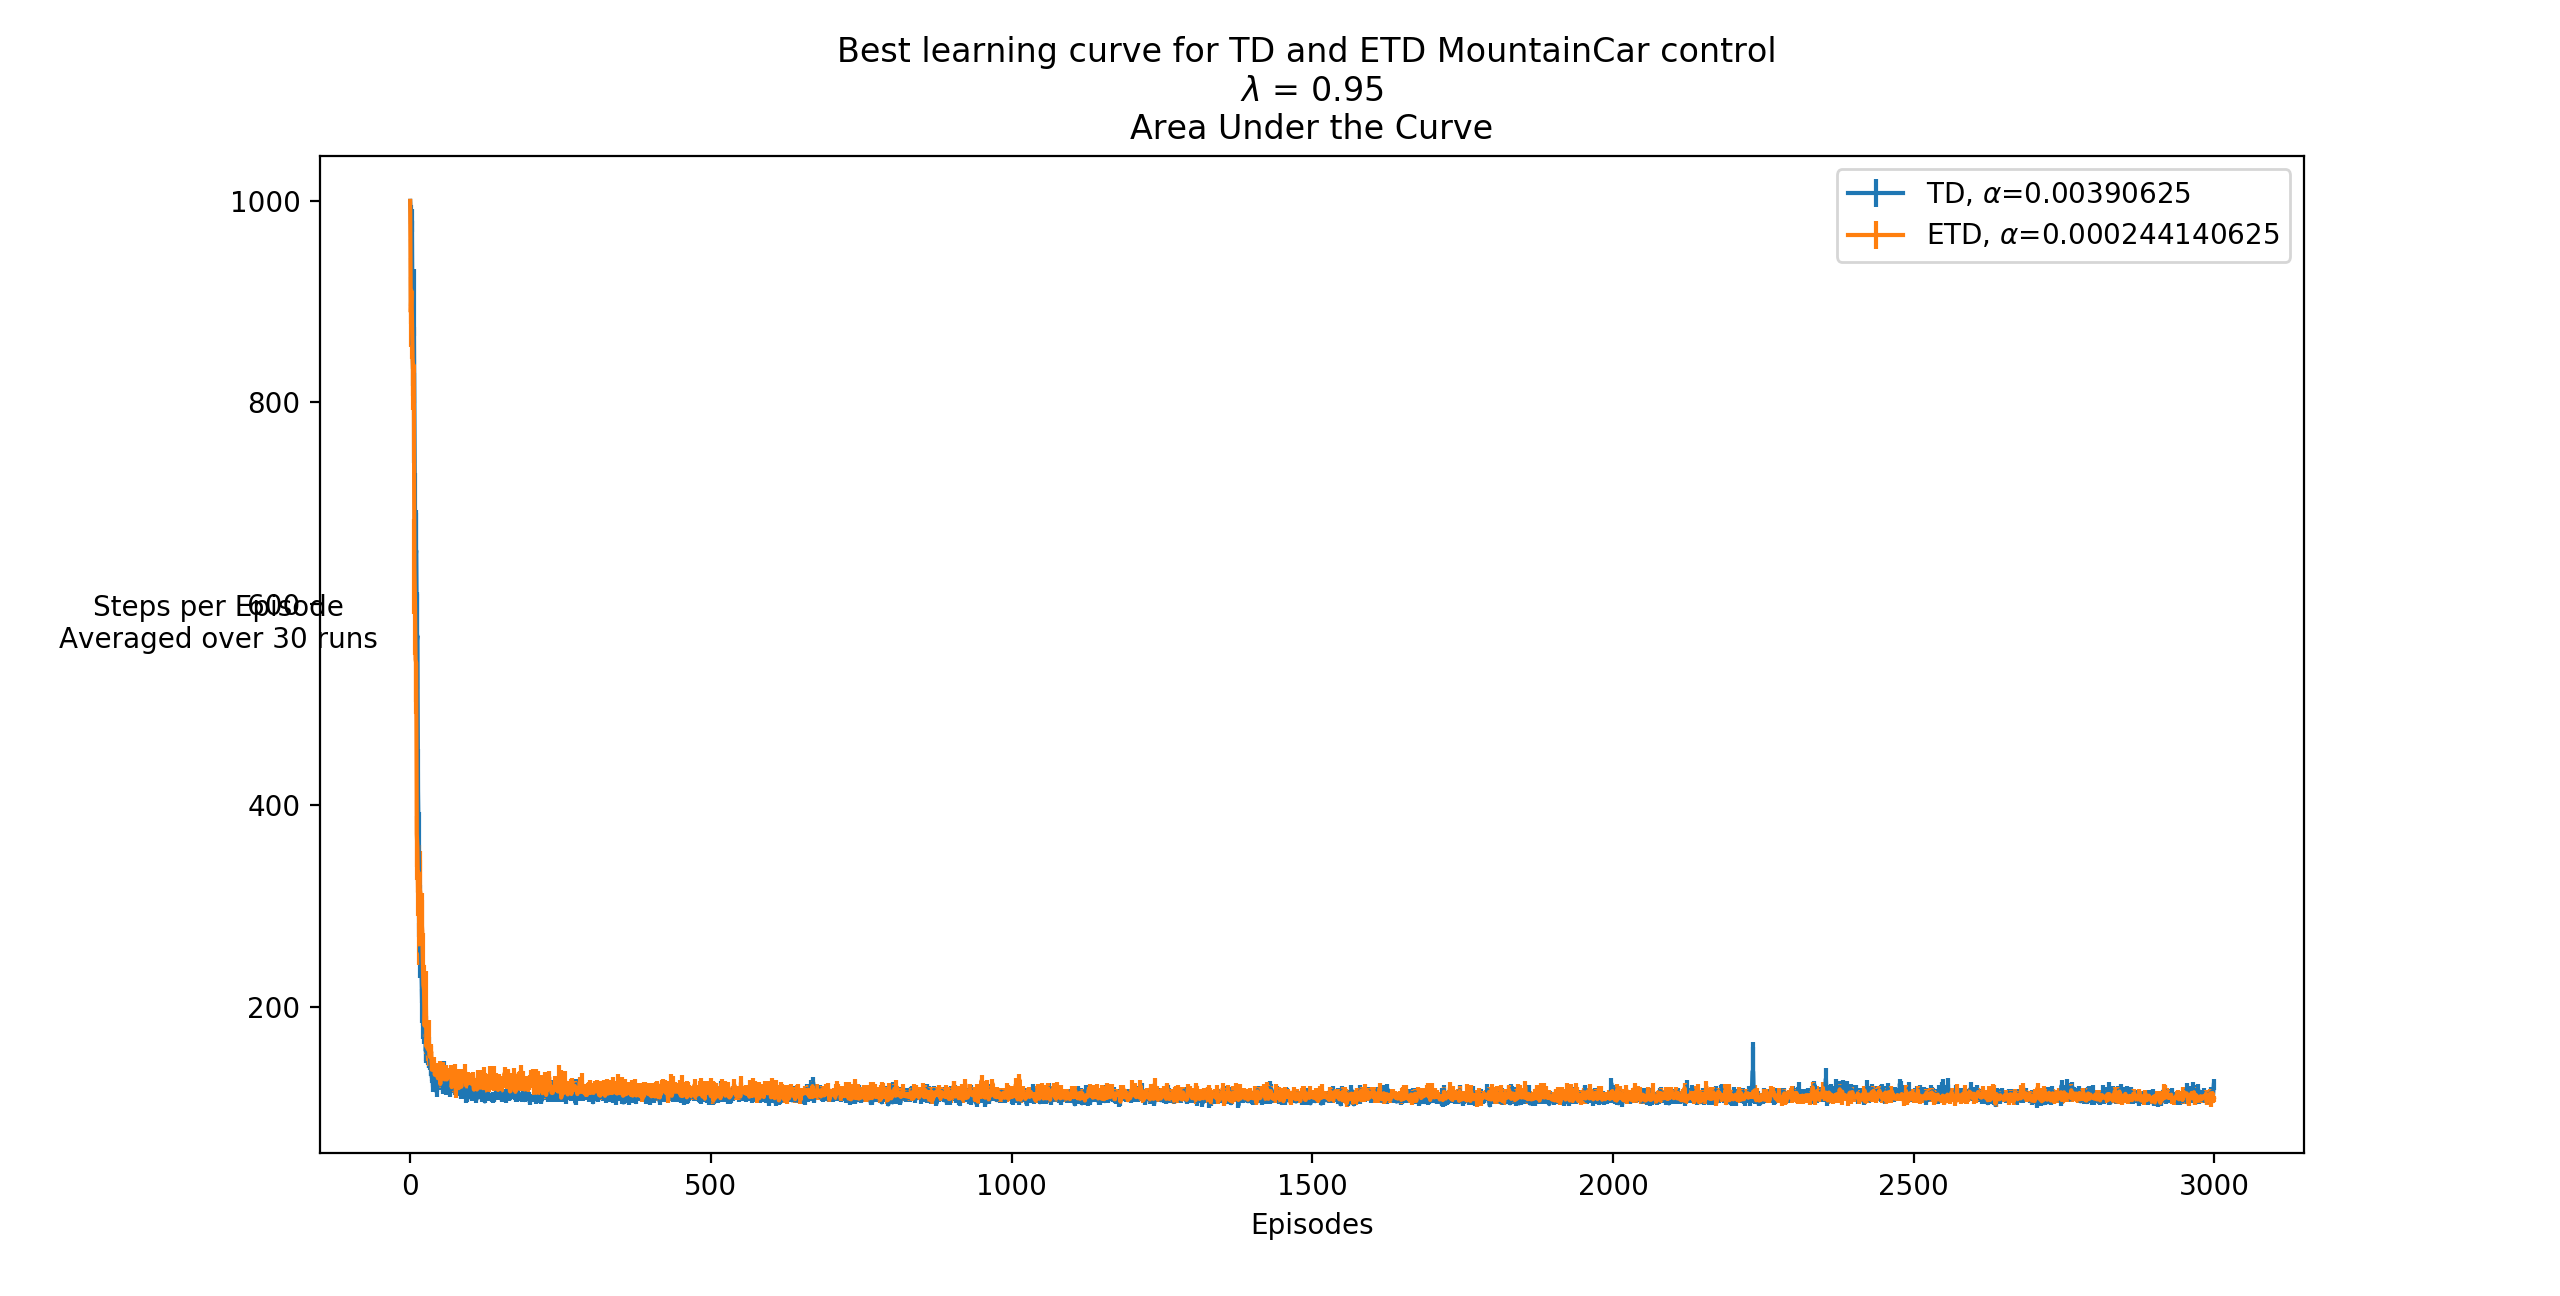 Best learning curve for TD and ETD MountainCar control
λ = 0.95
Area Under the Curve
TD, α=0.00390625
ETD, α=0.000244140625
1000
800
600
Steps per Episode
Averaged over 30 runs
400
200
0 500 1000 1500 2000 2500 3000
Episodes